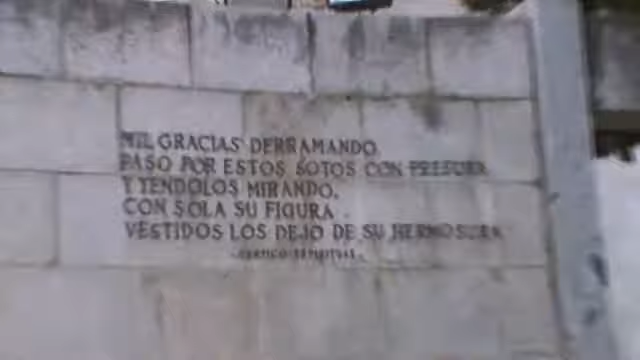 MIL GRACIAS DERRAMANDO
PASO POR ESTOS SOTOS CON PRESURA
Y YENDOLOS MIRANDO,
CON SOLA SU FIGURA
VESTIDOS LOS DEJO DE SU HERMOSURA